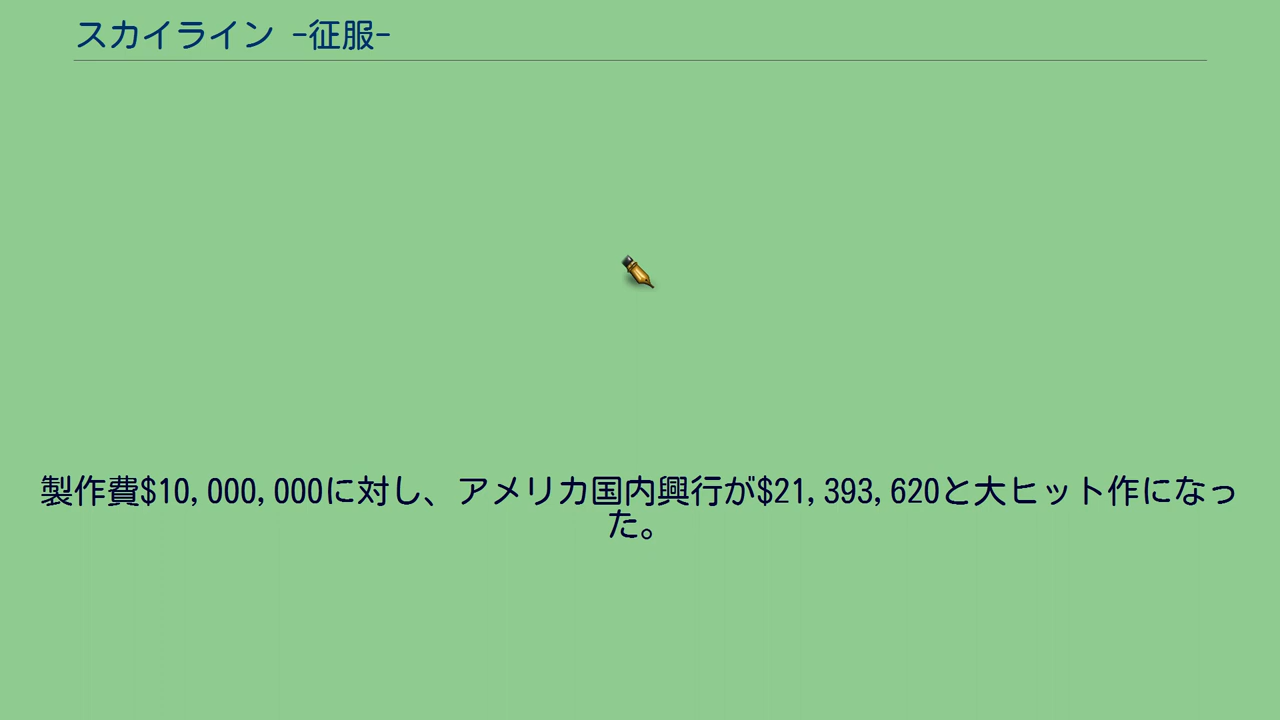 スカイライン -征服-
製作費$10,000,000に対し、アメリカ国内興行が$21,393,620と大ヒット作になっ
た。